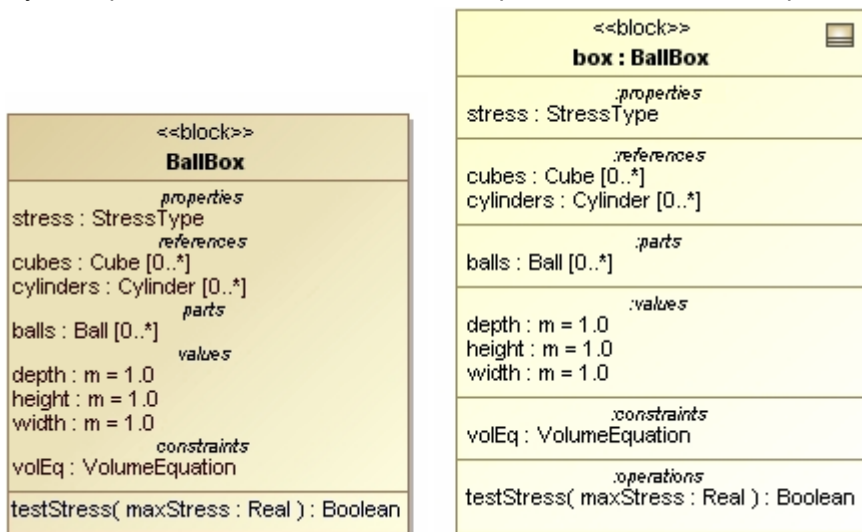 <<block>>
BallBox
properties
stress : StressType
references
cubes : Cube [0..*]
cylinders : Cylinder [0..*]
parts
balls : Ball [0..*]
values
depth : m = 1.0
height : m = 1.0
width : m = 1.0
constraints
volEq : VolumeEquation
testStress( maxStress : Real ) : Boolean
<<block>>
box : BallBox
:properties
stress : StressType
:references
cubes : Cube [0..*]
cylinders : Cylinder [0..*]
:parts
balls : Ball [0..*]
:values
depth : m = 1.0
height : m = 1.0
width : m = 1.0
:constraints
volEq : VolumeEquation
:operations
testStress( maxStress : Real ) : Boolean